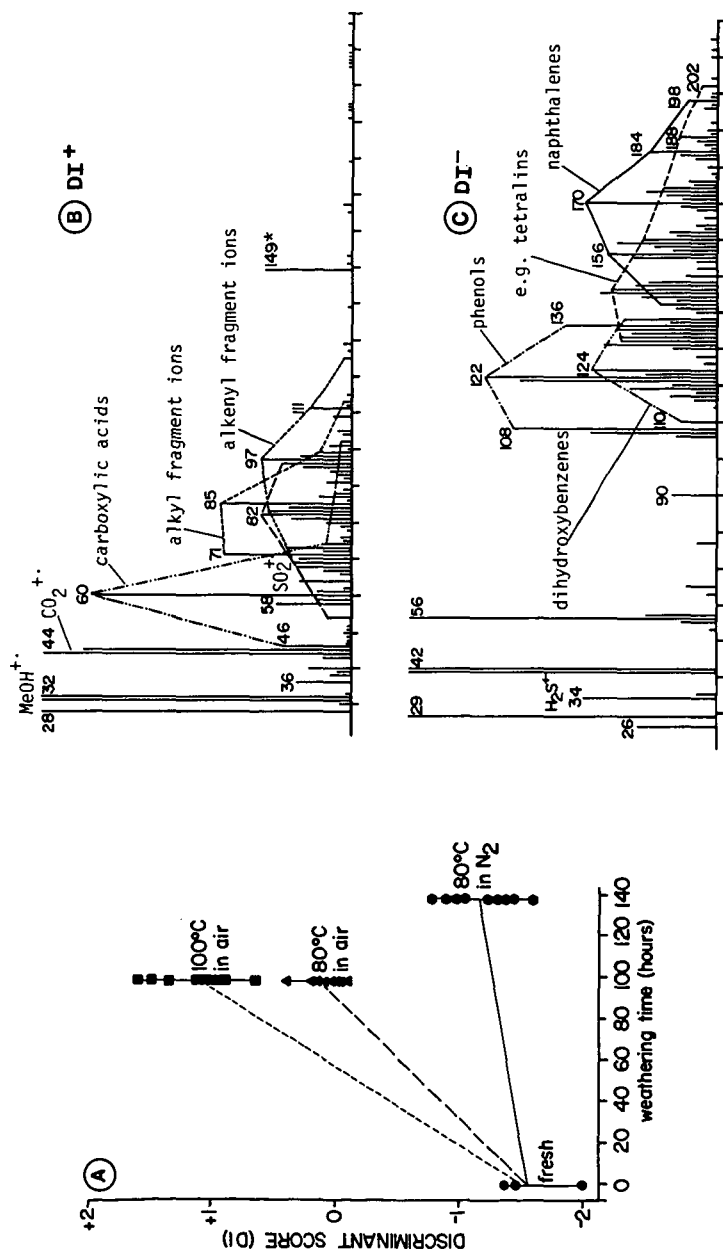 A
DISCRIMINANT SCORE (DI)
+2
+1
0
-1
-2
100°C
in air
80°C
in air
80°C
in N2
fresh
0 20 40 60 80 100 120 140
weathering time (hours)
B DI+
MeOH+·
CO2+·
carboxylic acids
alkyl fragment ions
alkenyl fragment ions
SO2+
28
32
36
44
46
58
60
71
82
85
97
111
149*
C DI-
H2S+
26
29
34
42
56
90
108
110
122
124
136
156
170
184
188
198
202
phenols
dihydroxybenzenes
e.g. tetralins
naphthalenes